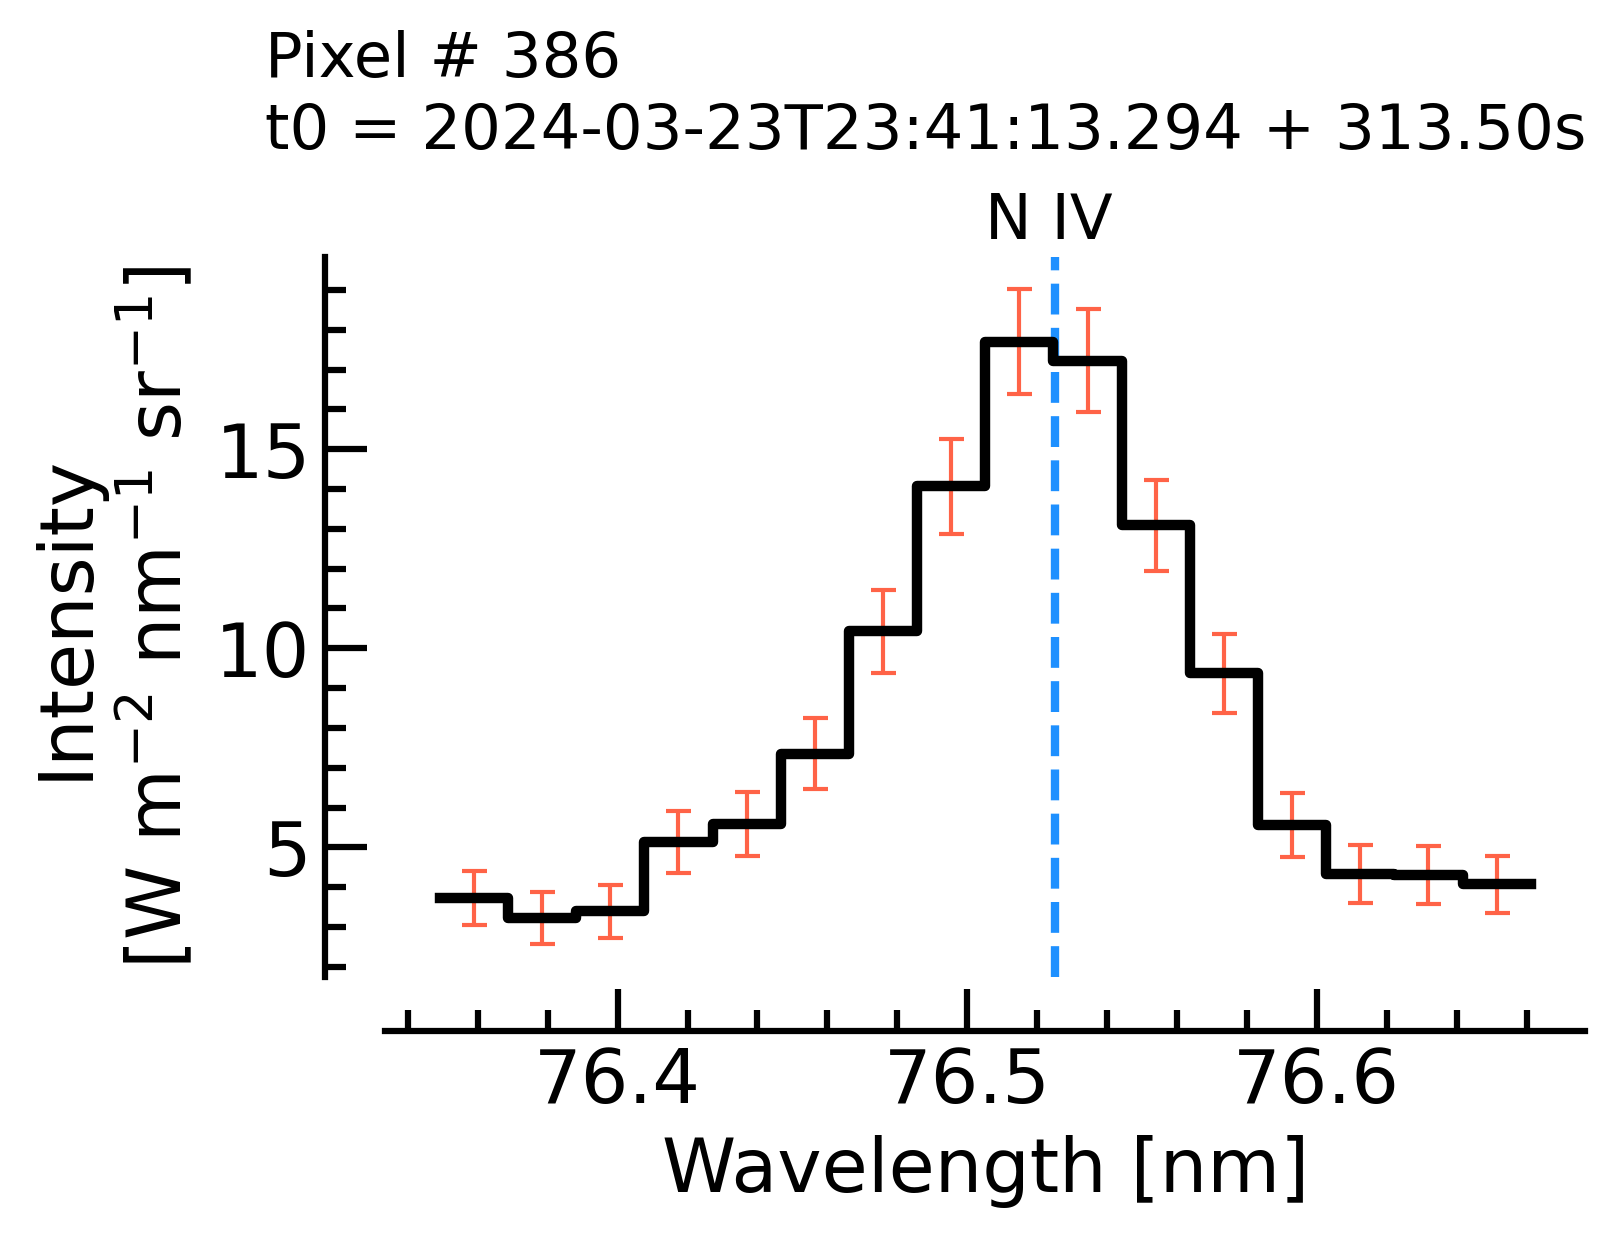 Pixel # 386
t0 = 2024-03-23T23:41:13.294 + 313.50s
N IV
Intensity
[W m⁻² nm⁻¹ sr⁻¹]
15
10
5
76.4 76.5 76.6
Wavelength [nm]